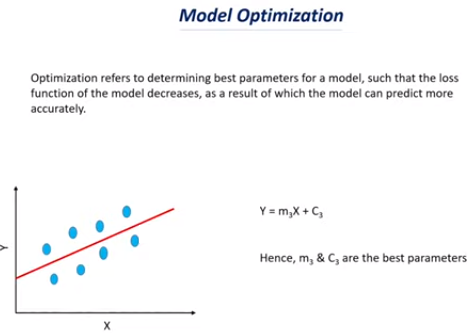 Model Optimization
Optimization refers to determining best parameters for a model, such that the loss
function of the model decreases, as a result of which the model can predict more
accurately.
Y
Y = m₃X + C₃
Hence, m₃ & C₃ are the best parameters
X